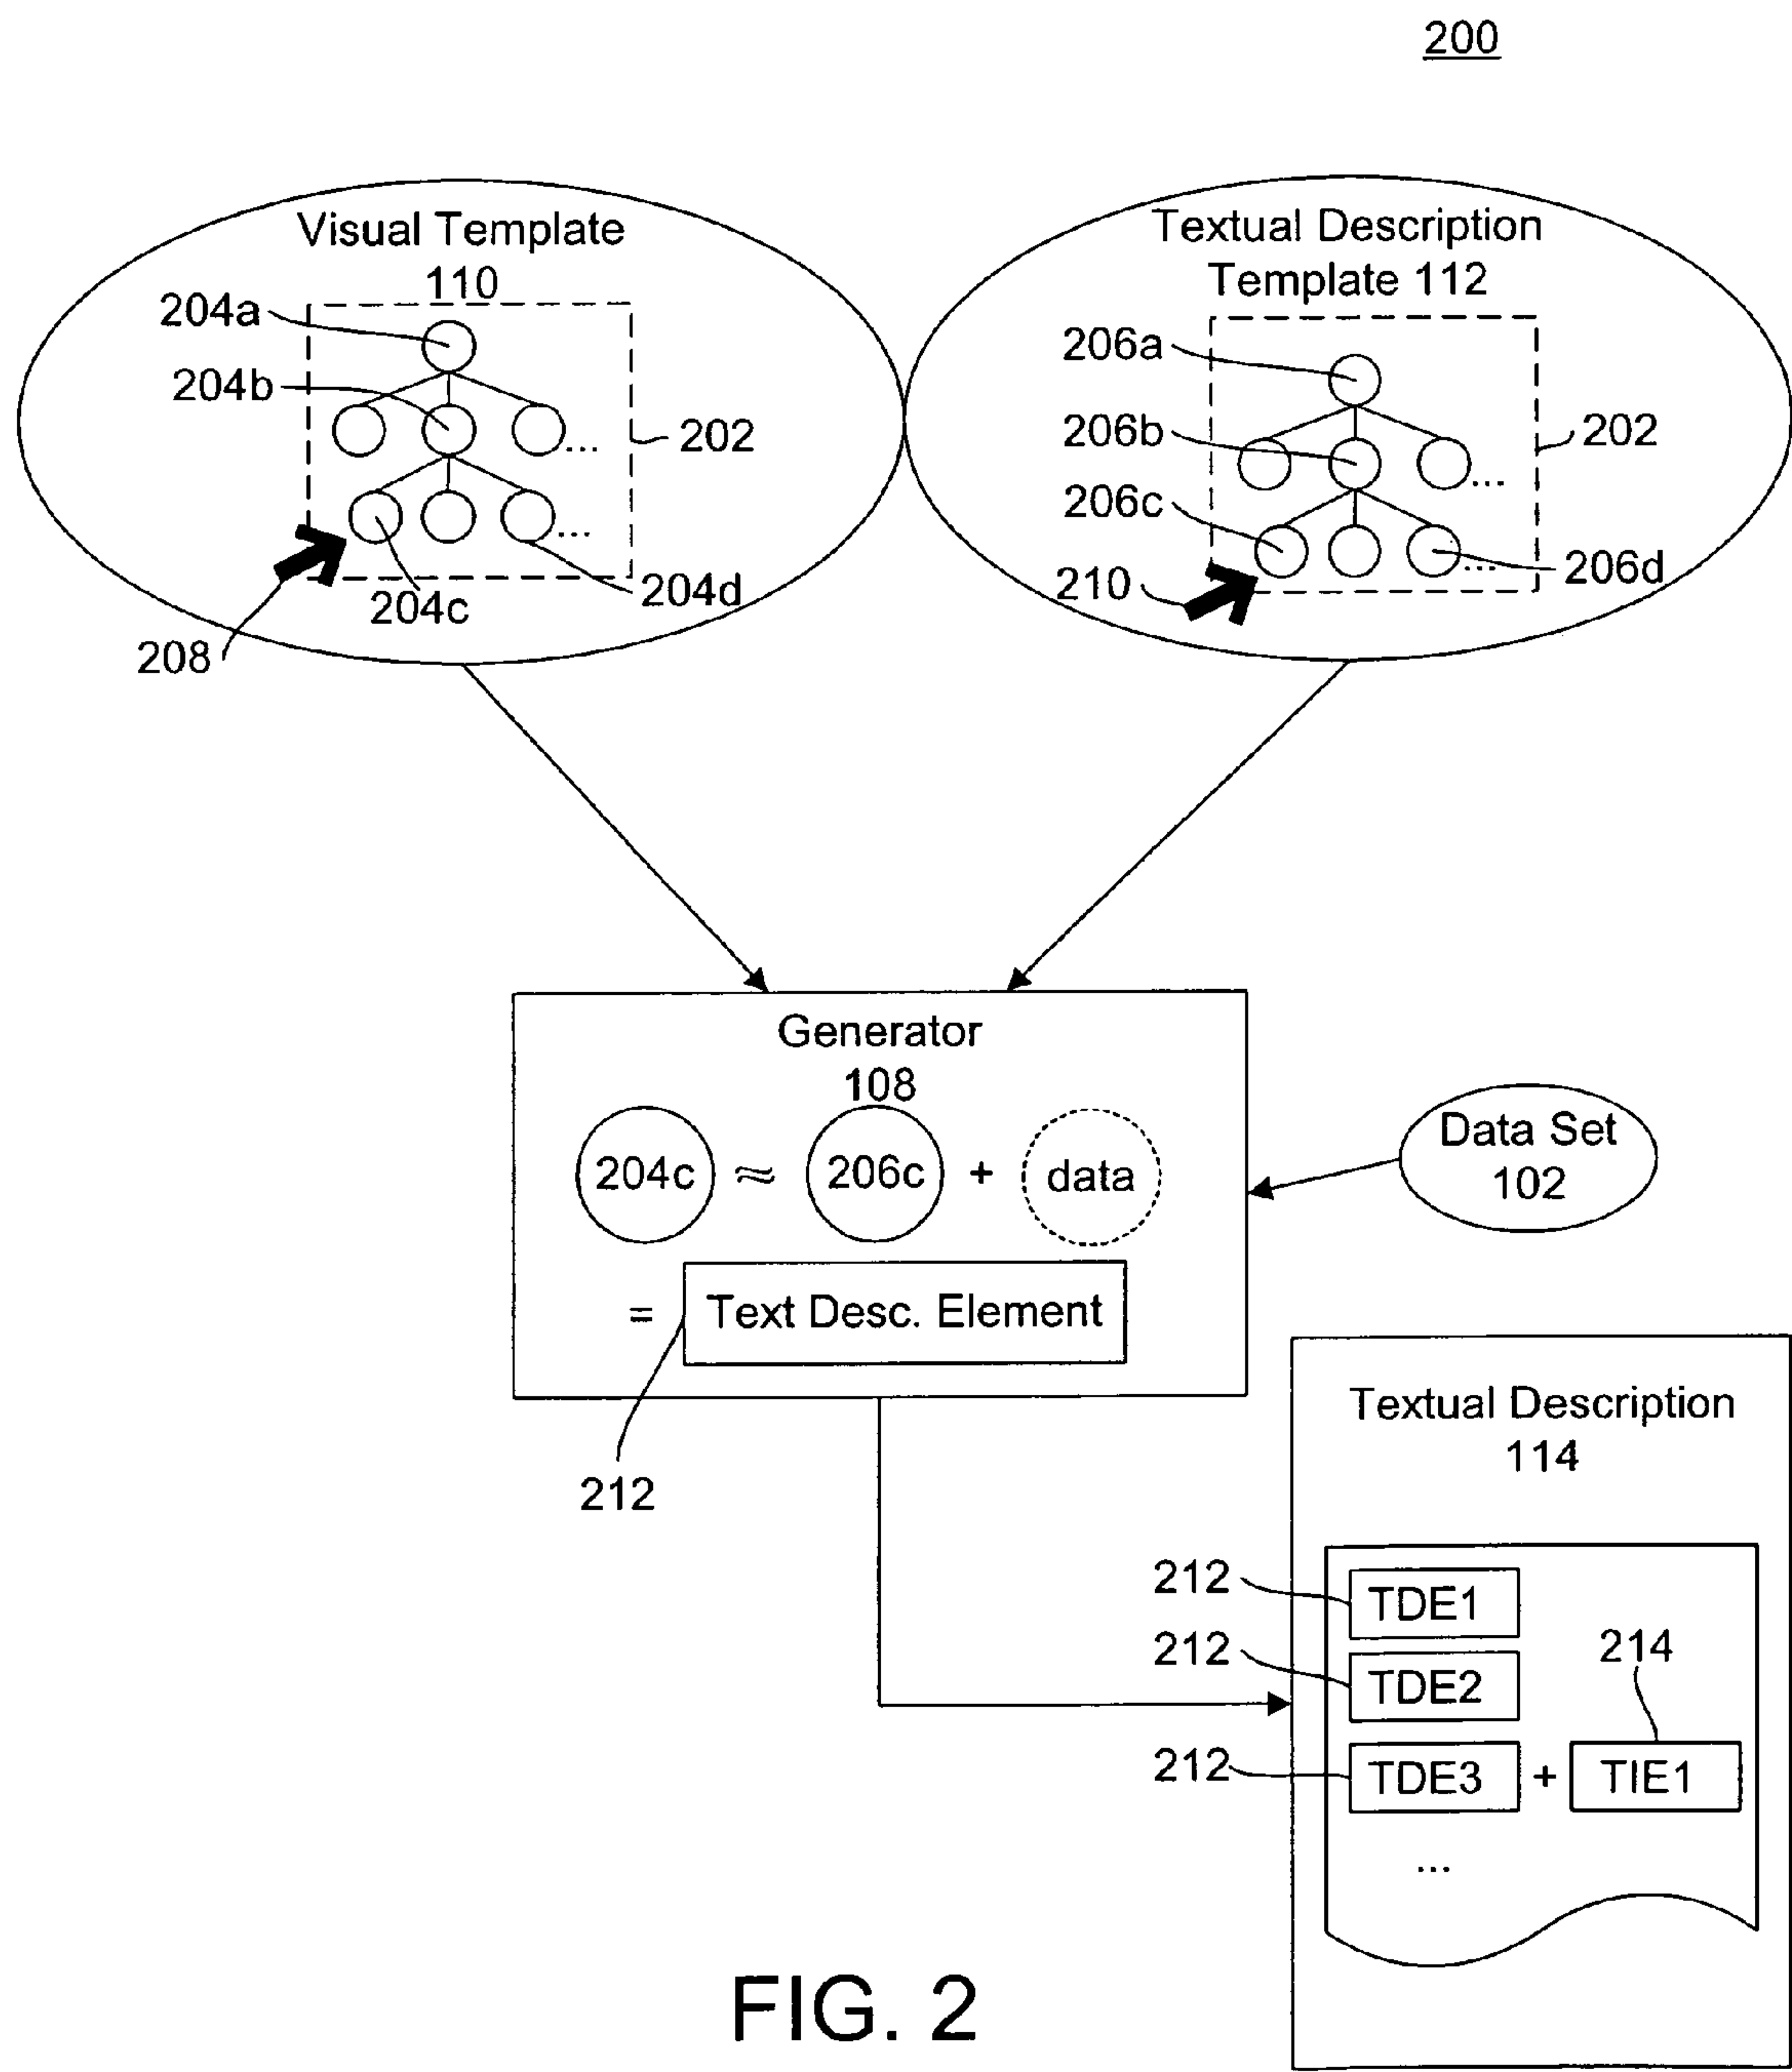 200
Visual Template
110
204a
204b
202
...
...
204c
204d
208
Textual Description
Template 112
206a
206b
202
206c
...
...
206d
210
Generator
108
204c ≈ 206c + data
= Text Desc. Element
212
Data Set
102
Textual Description
114
212 TDE1
212 TDE2
214
212 TDE3 + TIE1
...
FIG. 2